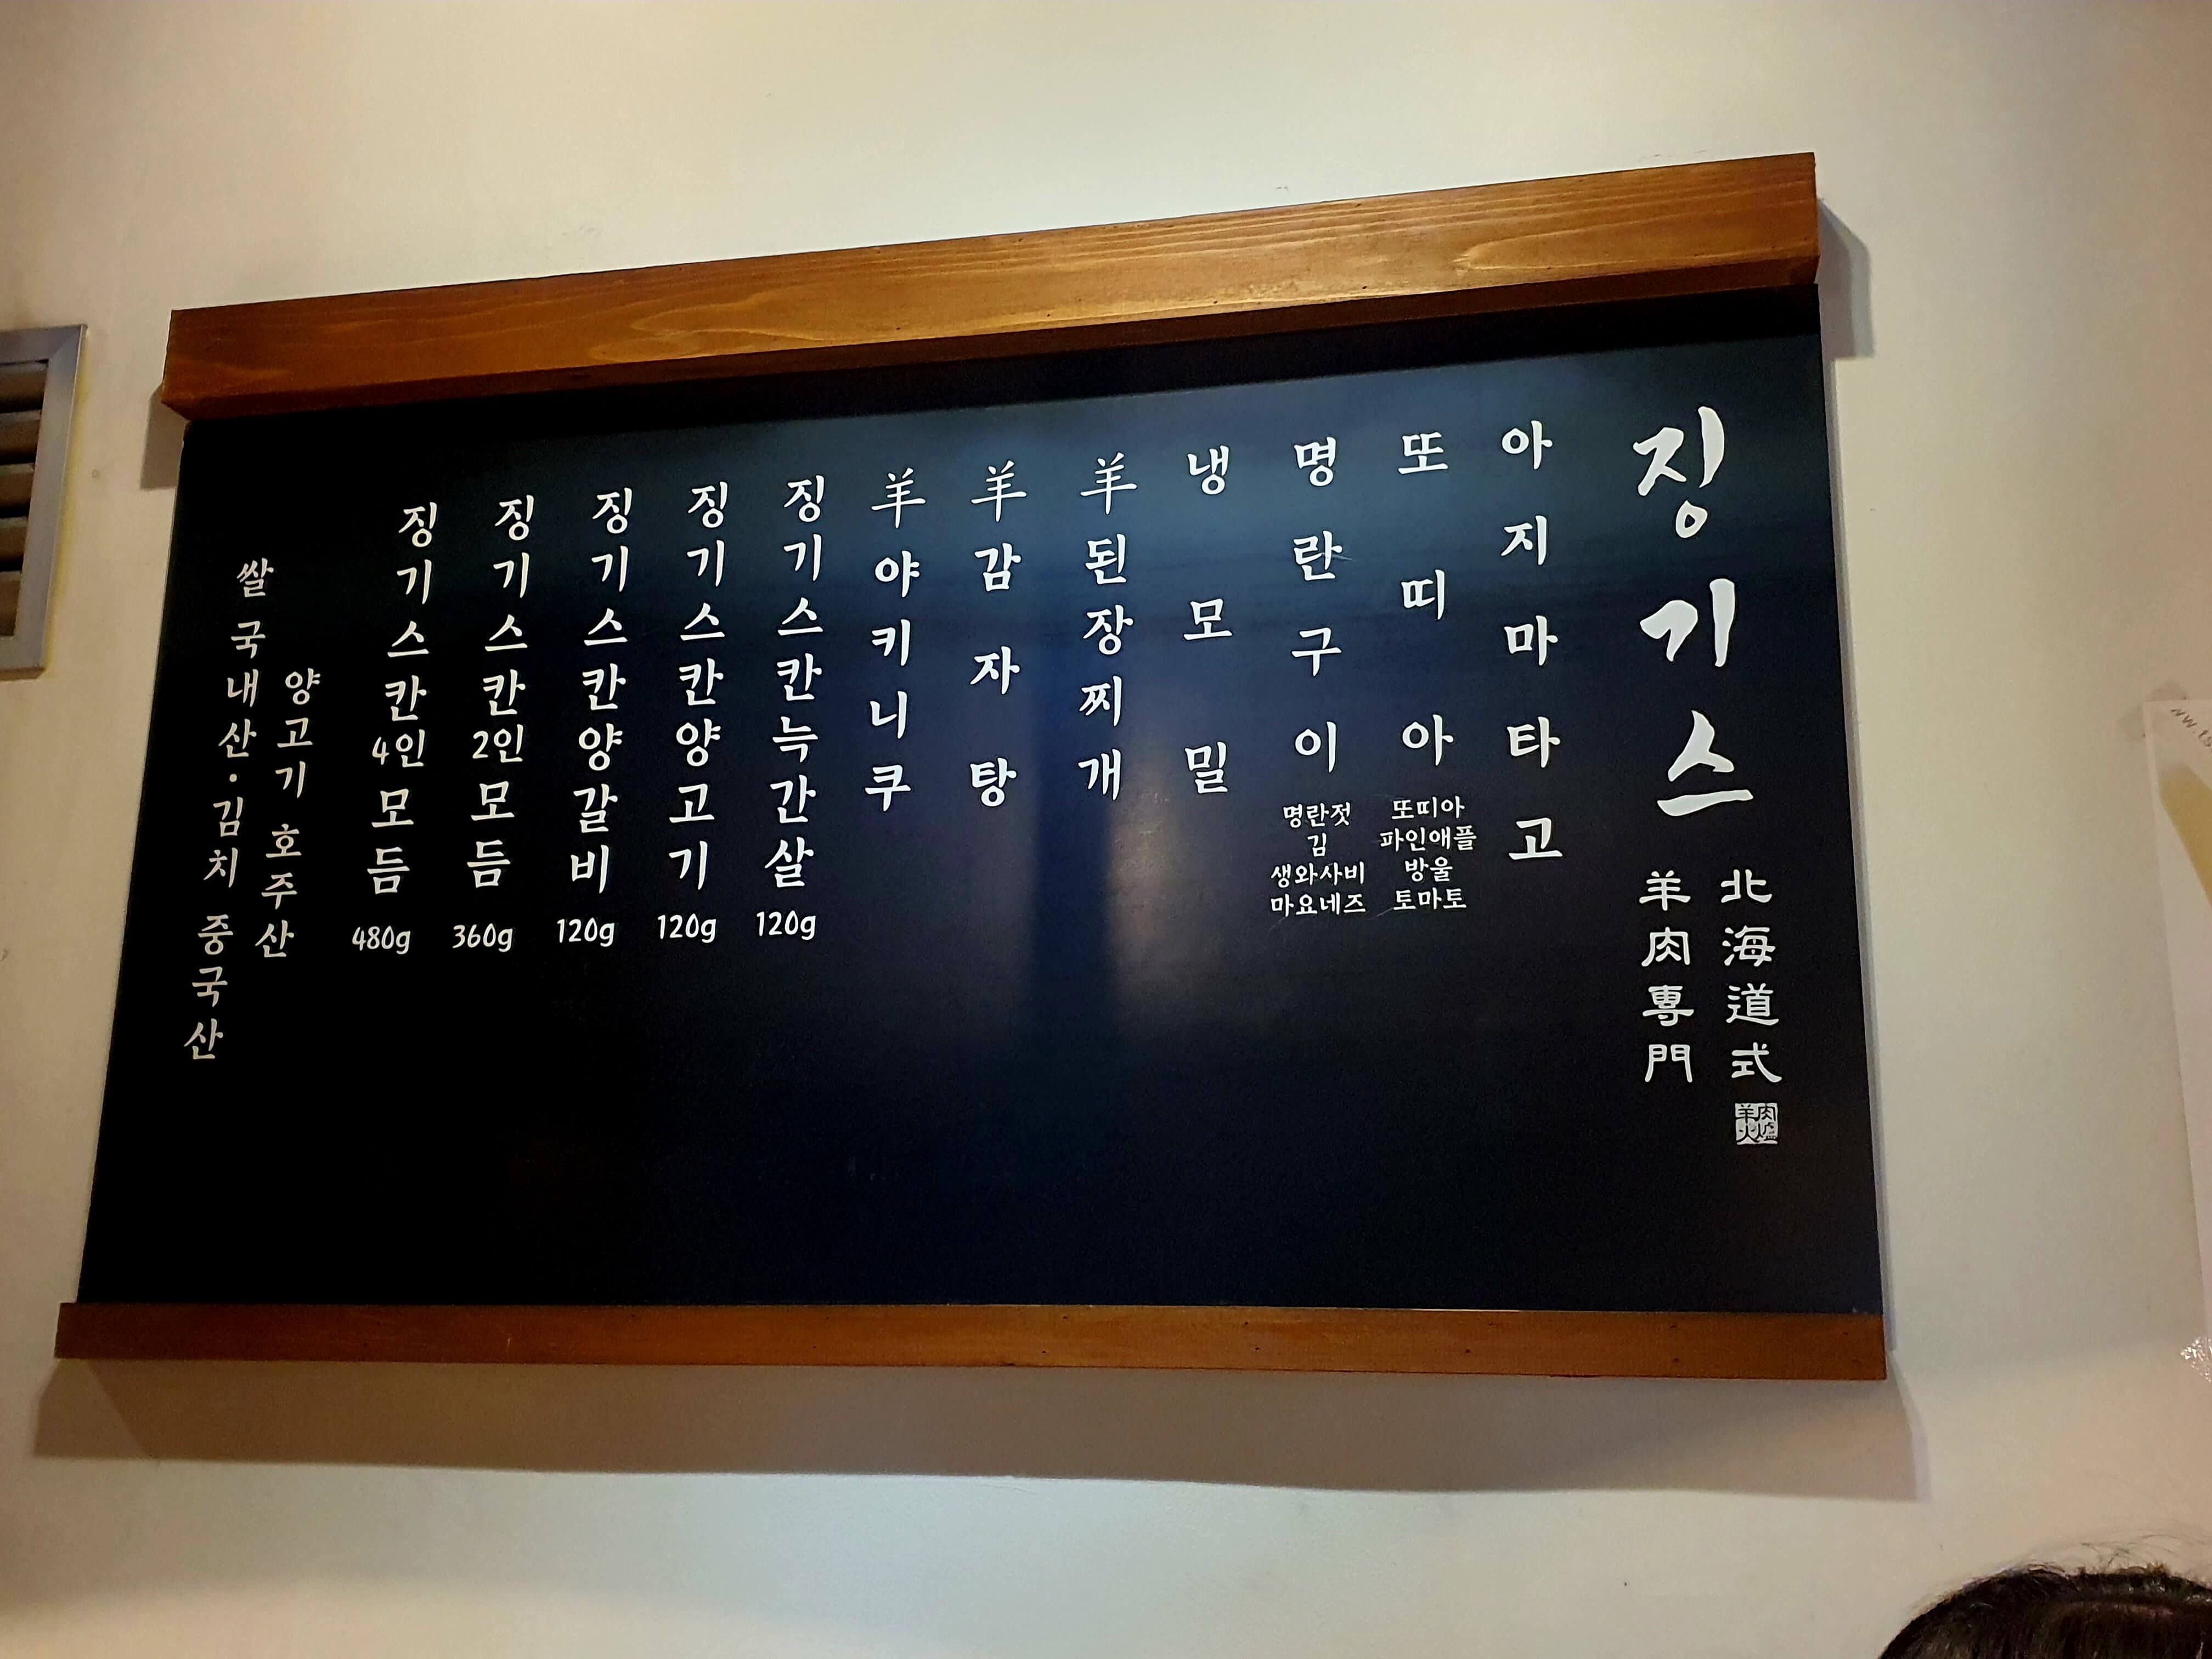 징기스
北海道式
羊肉専門
아지마타고
또띠아
또띠아
파인애플
방울
토마토
명란구이
명란젓
김
생와사비
마요네즈
냉모밀
羊된장찌개
羊감자탕
羊야키니쿠
징기스칸늑간살 120g
징기스칸양고기 120g
징기스칸양갈비 120g
징기스칸2인모듬 360g
징기스칸4인모듬 480g
양고기 호주산
쌀 국내산·김치 중국산